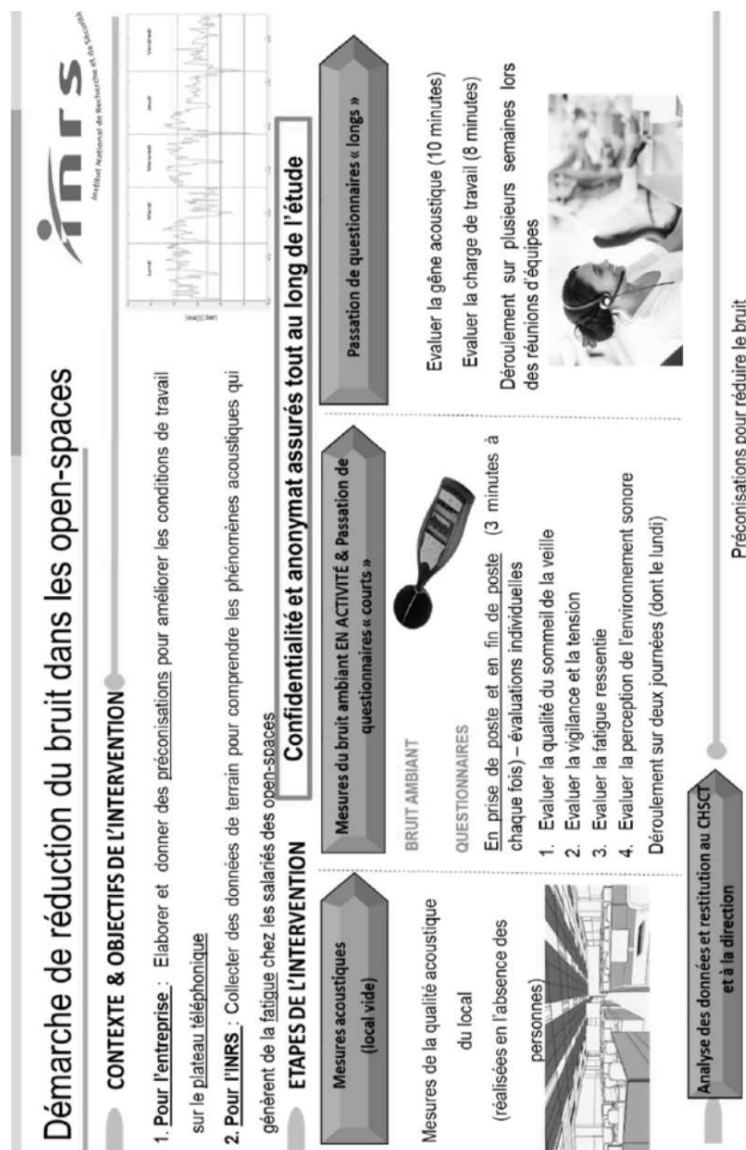 Démarche de réduction du bruit dans les open-spaces
inrs
Institut National de Recherche et de Sécurité
CONTEXTE & OBJECTIFS DE L'INTERVENTION
1. Pour l'entreprise : Elaborer et donner des préconisations pour améliorer les conditions de travail
sur le plateau téléphonique
2. Pour l'INRS : Collecter des données de terrain pour comprendre les phénomènes acoustiques qui
génèrent de la fatigue chez les salariés des open-spaces
Lundi Mardi Mercredi Jeudi Vendredi
ETAPES DE L'INTERVENTION
Confidentialité et anonymat assurés tout au long de l'étude
Mesures acoustiques
(local vide)
Mesures de la qualité acoustique
du local
(réalisées en l'absence des
personnes)
Mesures du bruit ambiant EN ACTIVITÉ & Passation de
questionnaires « courts »
BRUIT AMBIANT
QUESTIONNAIRES
En prise de poste et en fin de poste (3 minutes à
chaque fois) – évaluations individuelles
1. Evaluer la qualité du sommeil de la veille
2. Evaluer la vigilance et la tension
3. Evaluer la fatigue ressentie
4. Evaluer la perception de l'environnement sonore
Déroulement sur deux journées (dont le lundi)
Passation de questionnaires « longs »
Evaluer la gêne acoustique (10 minutes)
Evaluer la charge de travail (8 minutes)
Déroulement sur plusieurs semaines lors
des réunions d'équipes
Analyse des données et restitution au CHSCT
et à la direction
Préconisations pour réduire le bruit